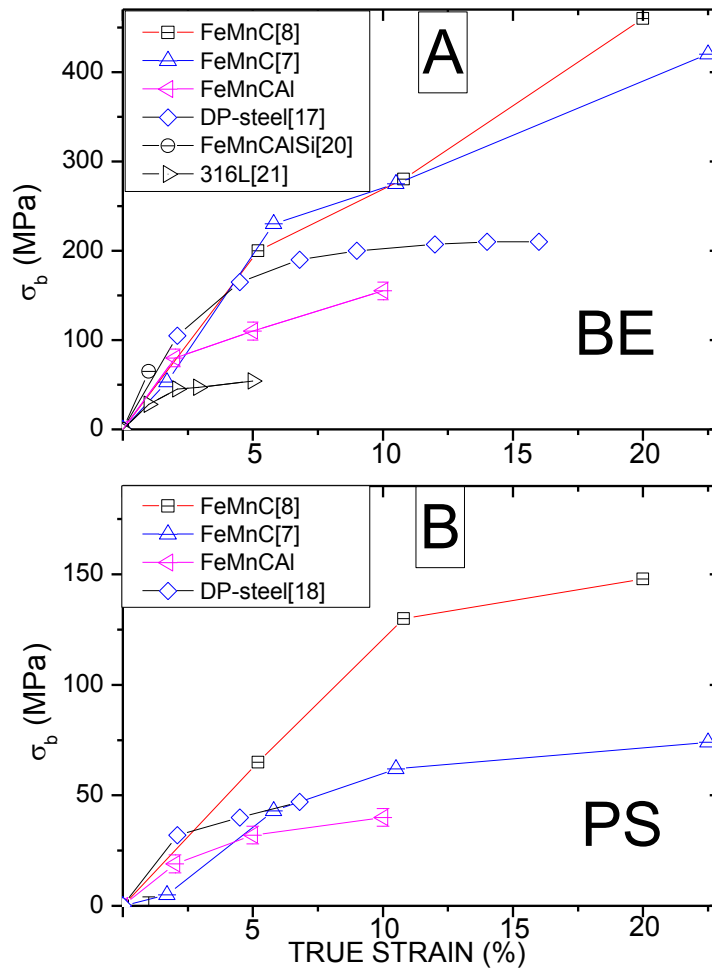 FeMnC[8]
FeMnC[7]
FeMnCAl
DP-steel[17]
FeMnCAlSi[20]
316L[21]
A
BE
σb (MPa)
400
300
200
100
0
5
10
15
20
FeMnC[8]
FeMnC[7]
FeMnCAl
DP-steel[18]
B
PS
σb (MPa)
150
100
50
0
5
10
15
20
TRUE STRAIN (%)